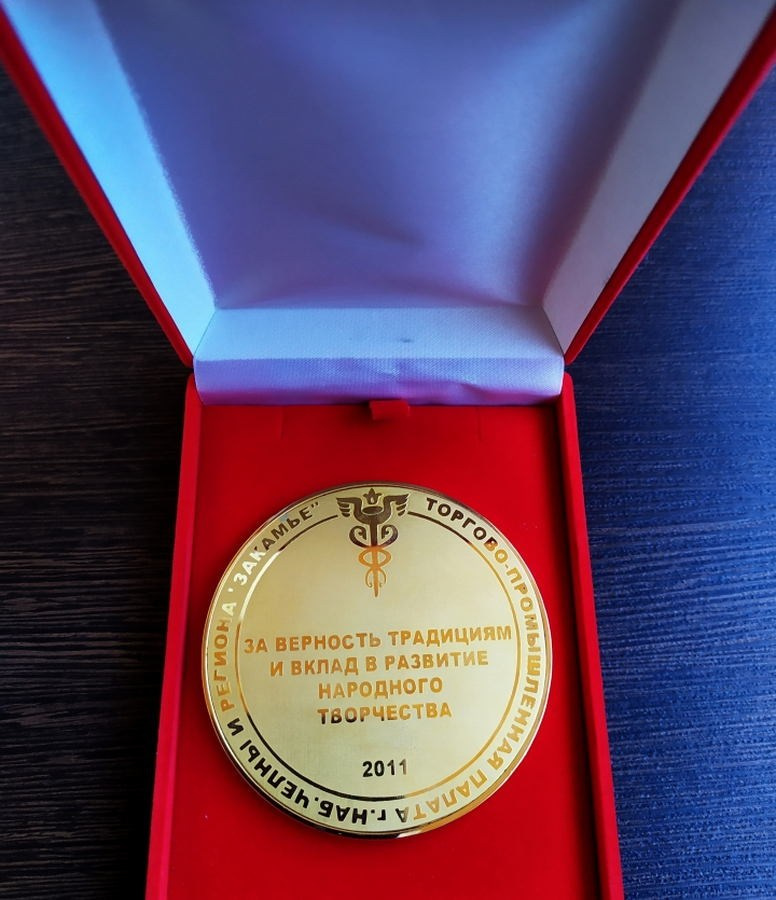 ТОРГОВО-ПРОМЫШЛЕННАЯ ПАЛАТА г. НАБ. ЧЕЛНЫ И РЕГИОНА "ЗАКАМЬЕ"
ЗА ВЕРНОСТЬ ТРАДИЦИЯМ
И ВКЛАД В РАЗВИТИЕ
НАРОДНОГО
ТВОРЧЕСТВА
2011